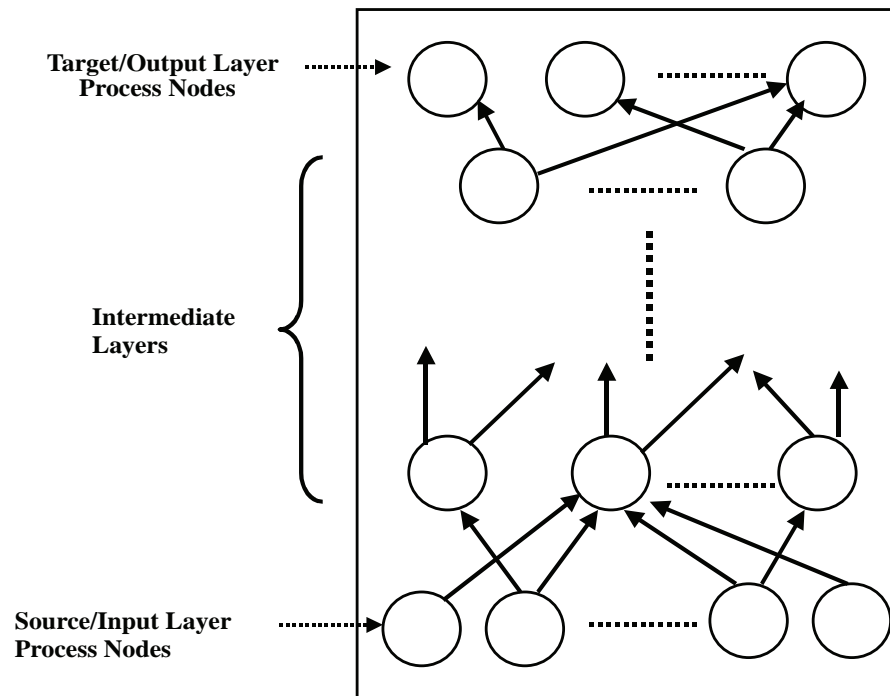 Target/Output Layer
Process Nodes
Intermediate
Layers
Source/Input Layer
Process Nodes